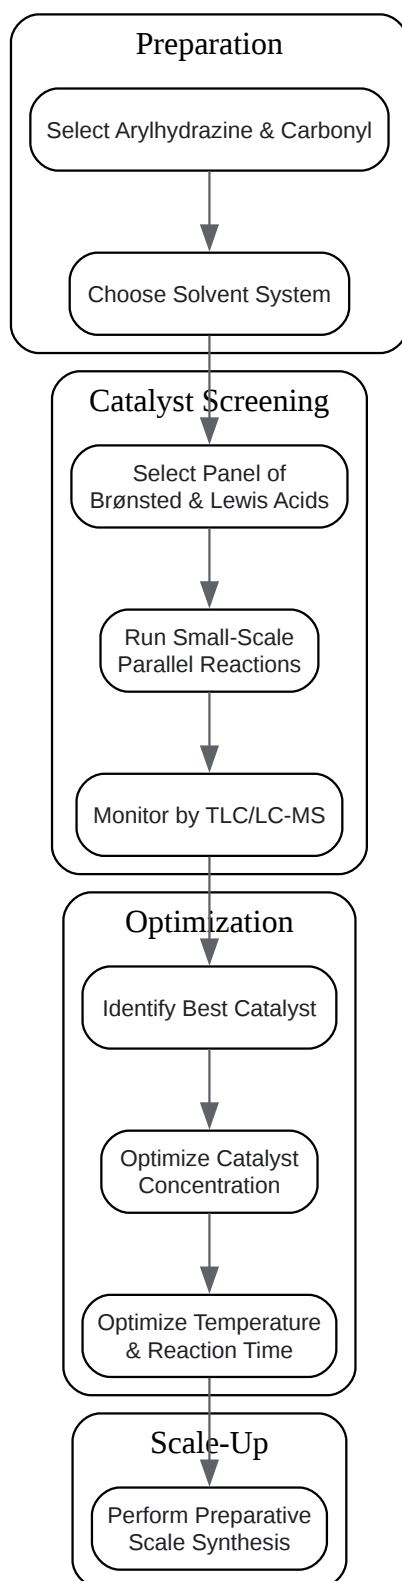 Preparation
Select Arylhydrazine & Carbonyl
Choose Solvent System
Catalyst Screening
Select Panel of
Brønsted & Lewis Acids
Run Small-Scale
Parallel Reactions
Monitor by TLC/LC-MS
Optimization
Identify Best Catalyst
Optimize Catalyst
Concentration
Optimize Temperature
& Reaction Time
Scale-Up
Perform Preparative
Scale Synthesis